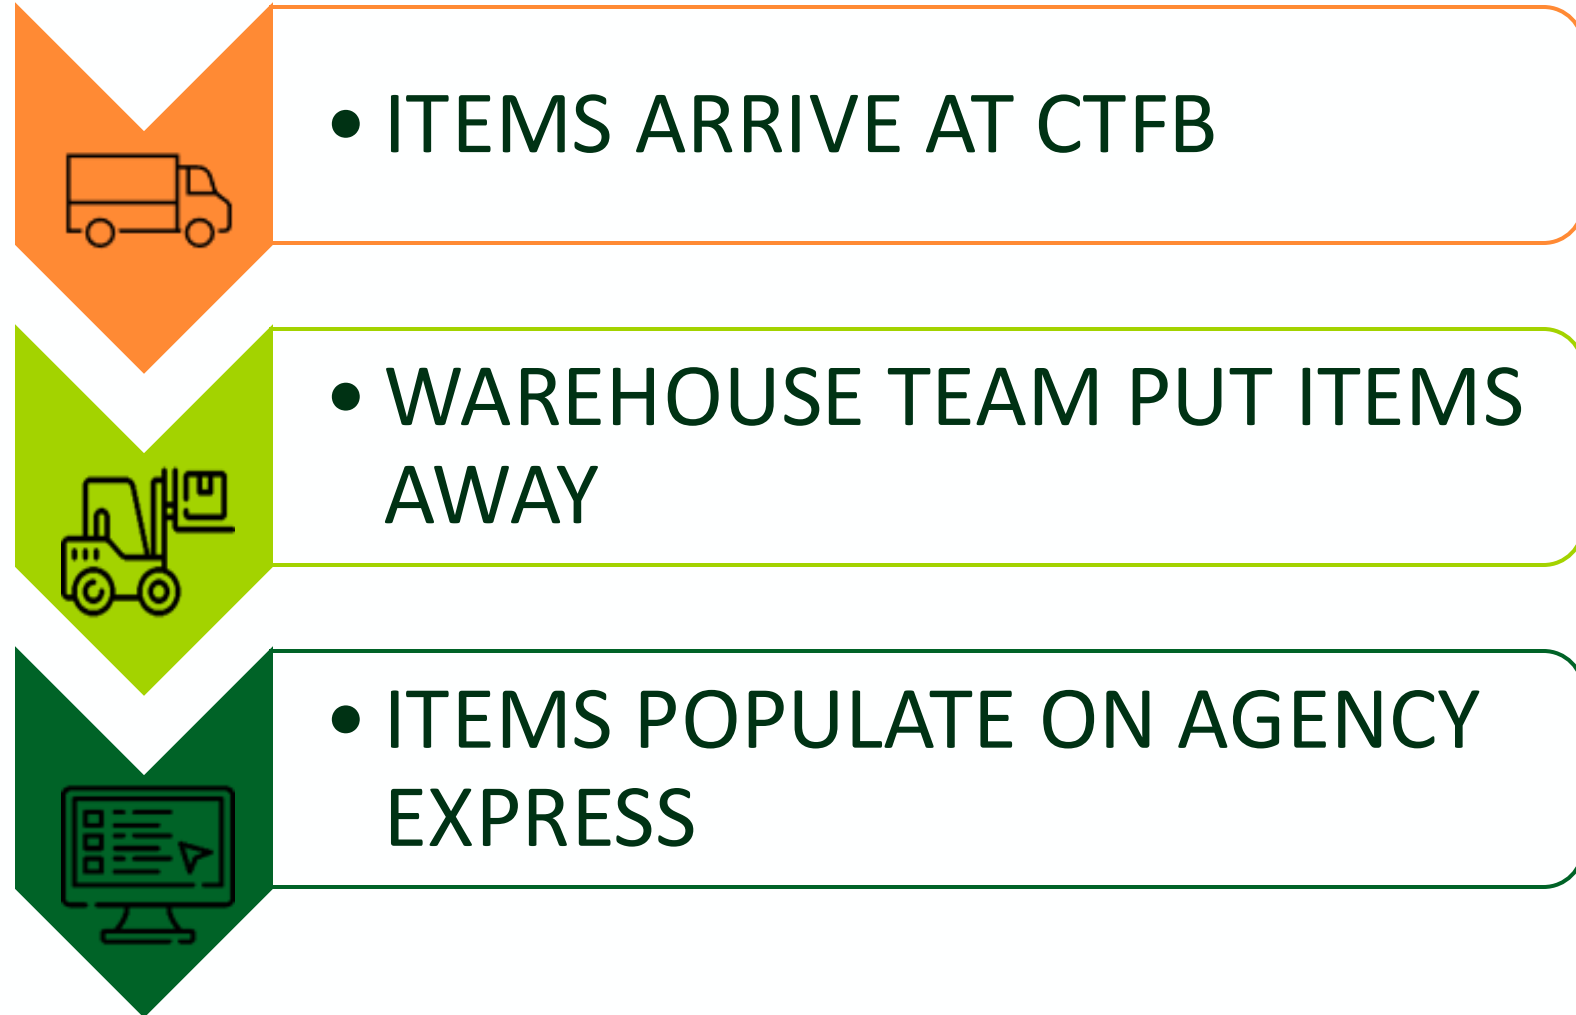 • ITEMS ARRIVE AT CTFB
• WAREHOUSE TEAM PUT ITEMS
AWAY
• ITEMS POPULATE ON AGENCY
EXPRESS